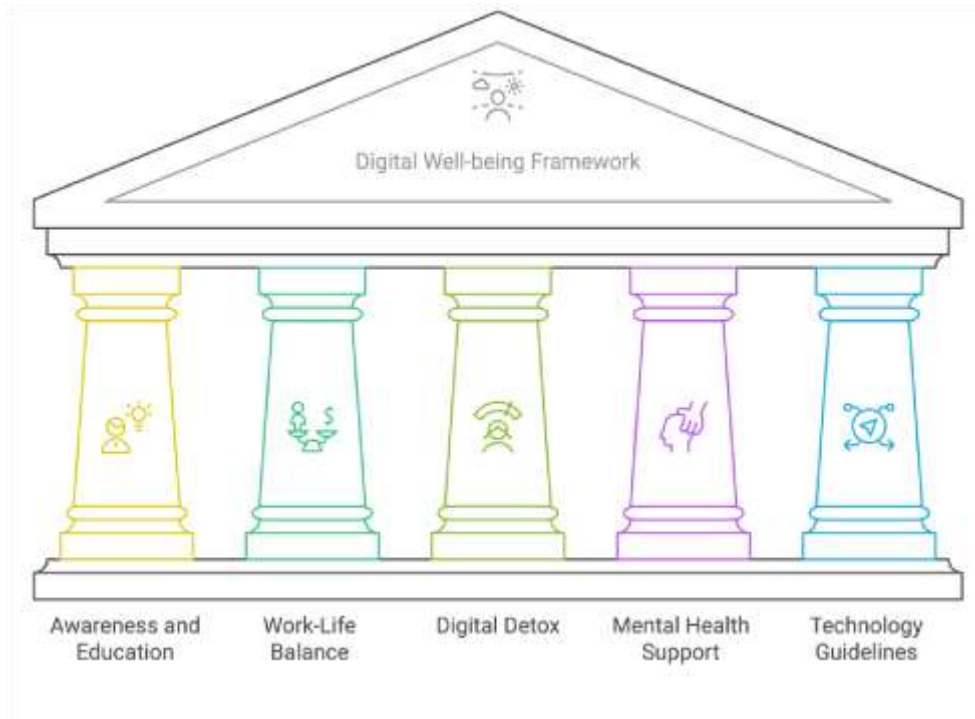 Digital Well-being Framework
Awareness and
Education
Work-Life
Balance
Digital Detox
Mental Health
Support
Technology
Guidelines